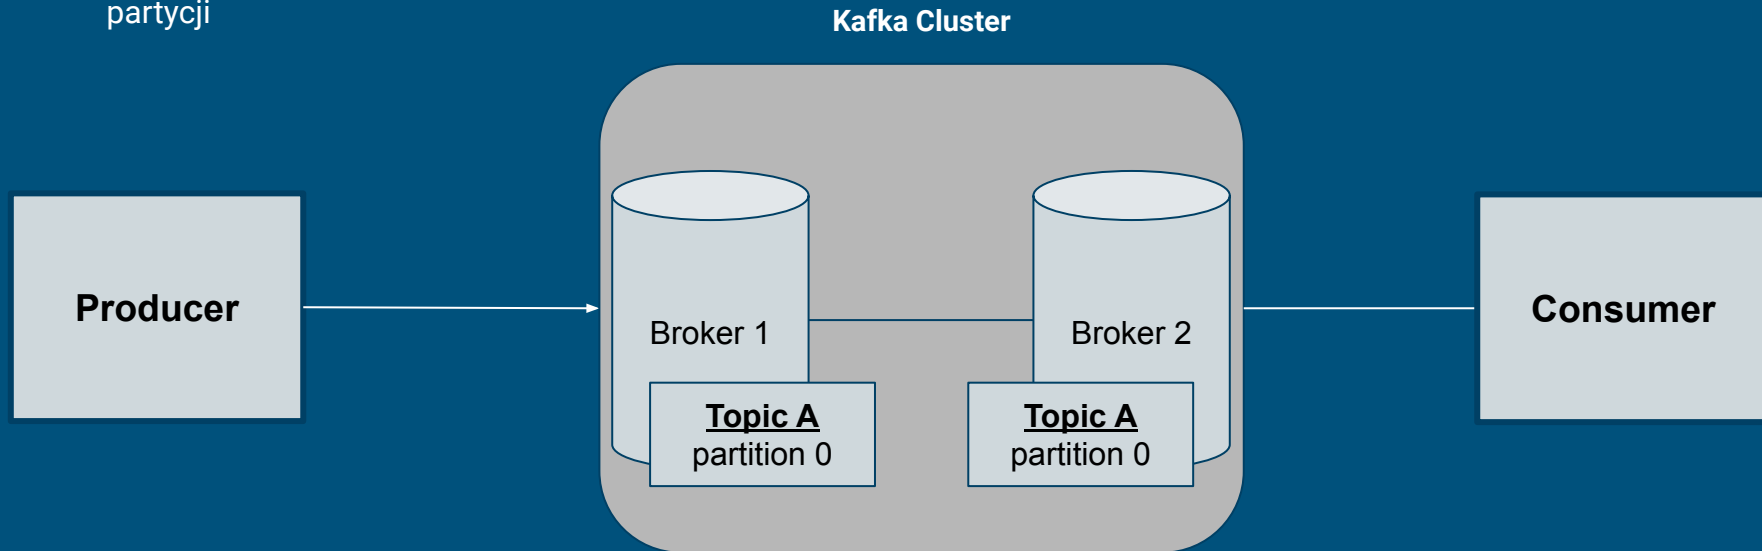 partycji
Kafka Cluster
Producer
Broker 1
Broker 2
Consumer
Topic A
partition 0
Topic A
partition 0